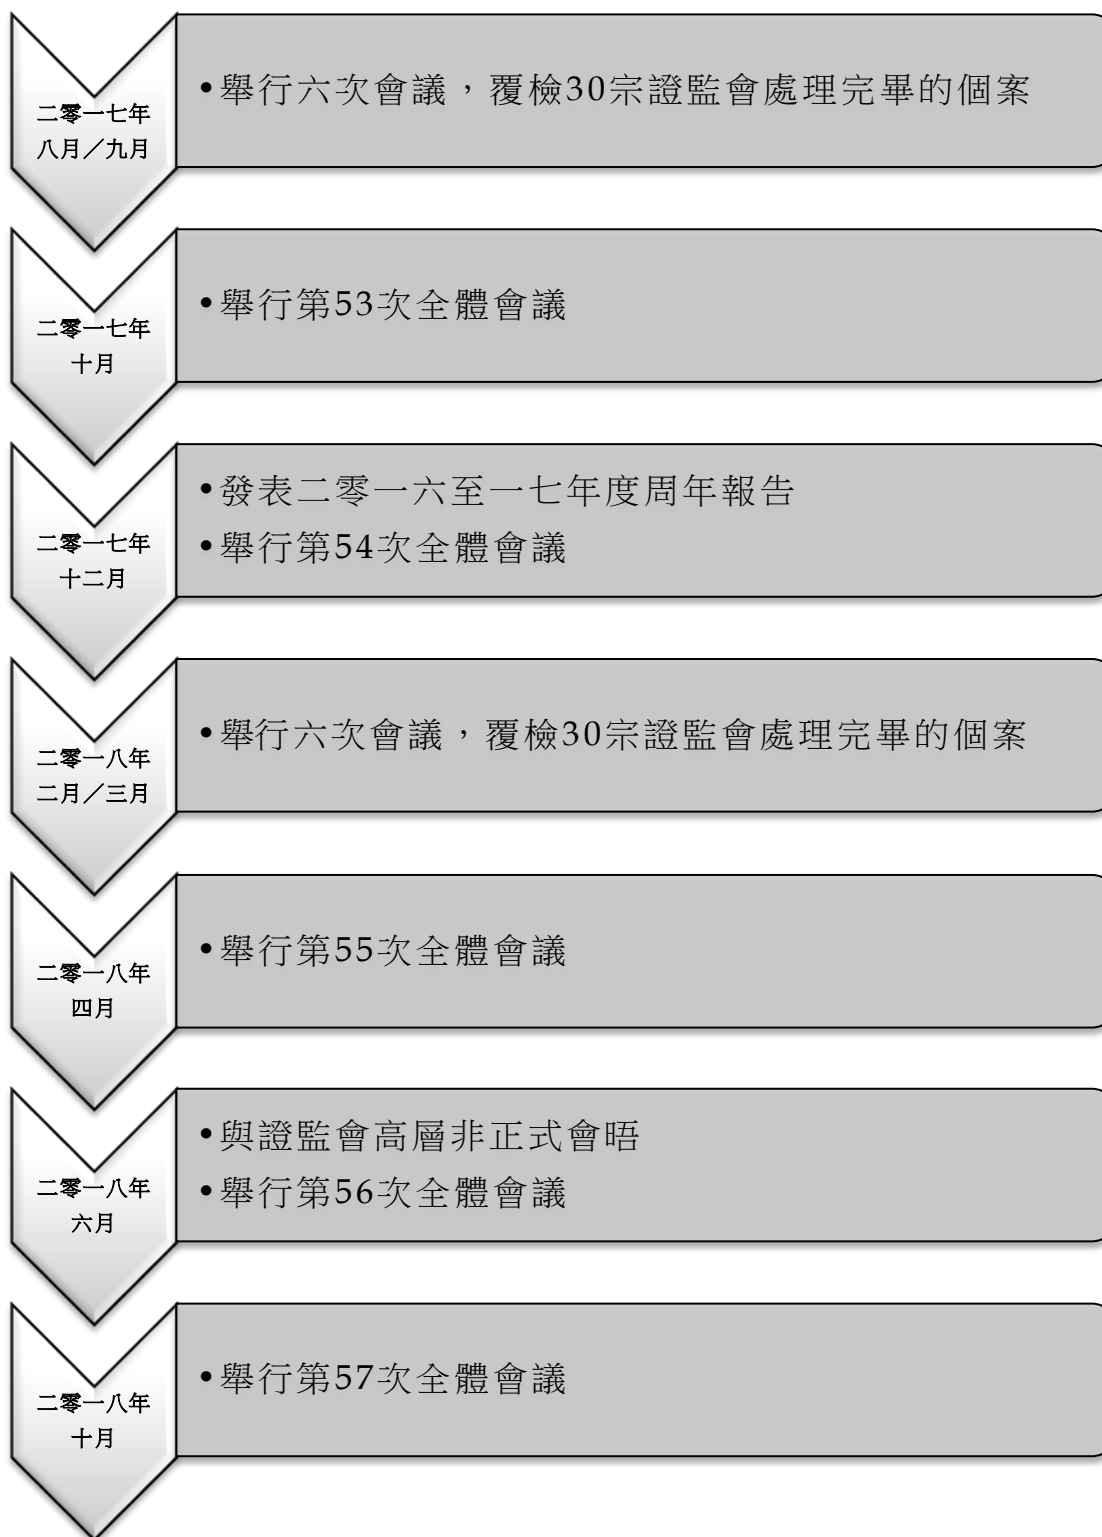 二零一七年
八月／九月
•舉行六次會議，覆檢30宗證監會處理完畢的個案
二零一七年
十月
•舉行第53次全體會議
二零一七年
十二月
•發表二零一六至一七年度周年報告
•舉行第54次全體會議
二零一八年
二月／三月
•舉行六次會議，覆檢30宗證監會處理完畢的個案
二零一八年
四月
•舉行第55次全體會議
二零一八年
六月
•與證監會高層非正式會晤
•舉行第56次全體會議
二零一八年
十月
•舉行第57次全體會議